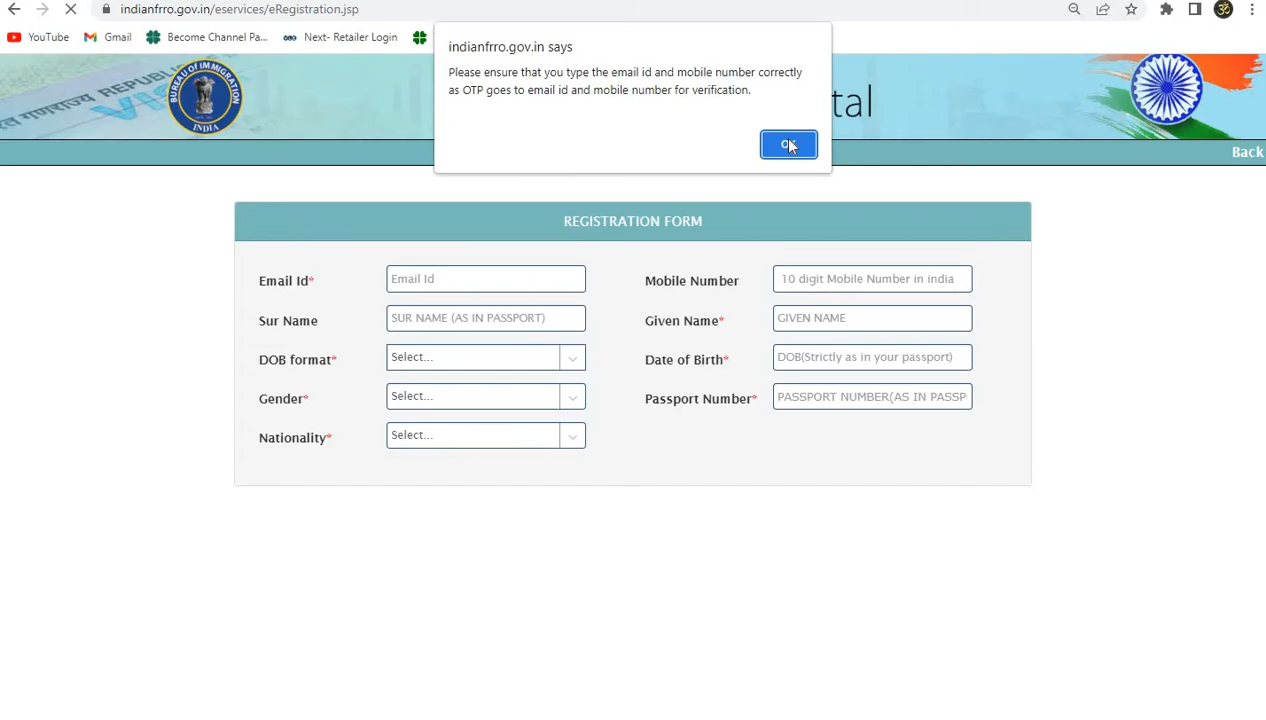 indianfrro.gov.in/eservices/eRegistration.jsp
YouTube
Gmail
Become Channel Pa...
Next- Retailer Login
indianfrro.gov.in says
Please ensure that you type the email id and mobile number correctly
as OTP goes to email id and mobile number for verification.
BUREAU OF IMMIGRATION
INDIA
tal
Back
REGISTRATION FORM
Email Id*
Email Id
Mobile Number
10 digit Mobile Number in india
Sur Name
SUR NAME (AS IN PASSPORT)
Given Name*
GIVEN NAME
DOB format*
Select...
Date of Birth*
DOB(Strictly as in your passport)
Gender*
Select...
Passport Number*
PASSPORT NUMBER(AS IN PASSP
Nationality*
Select...